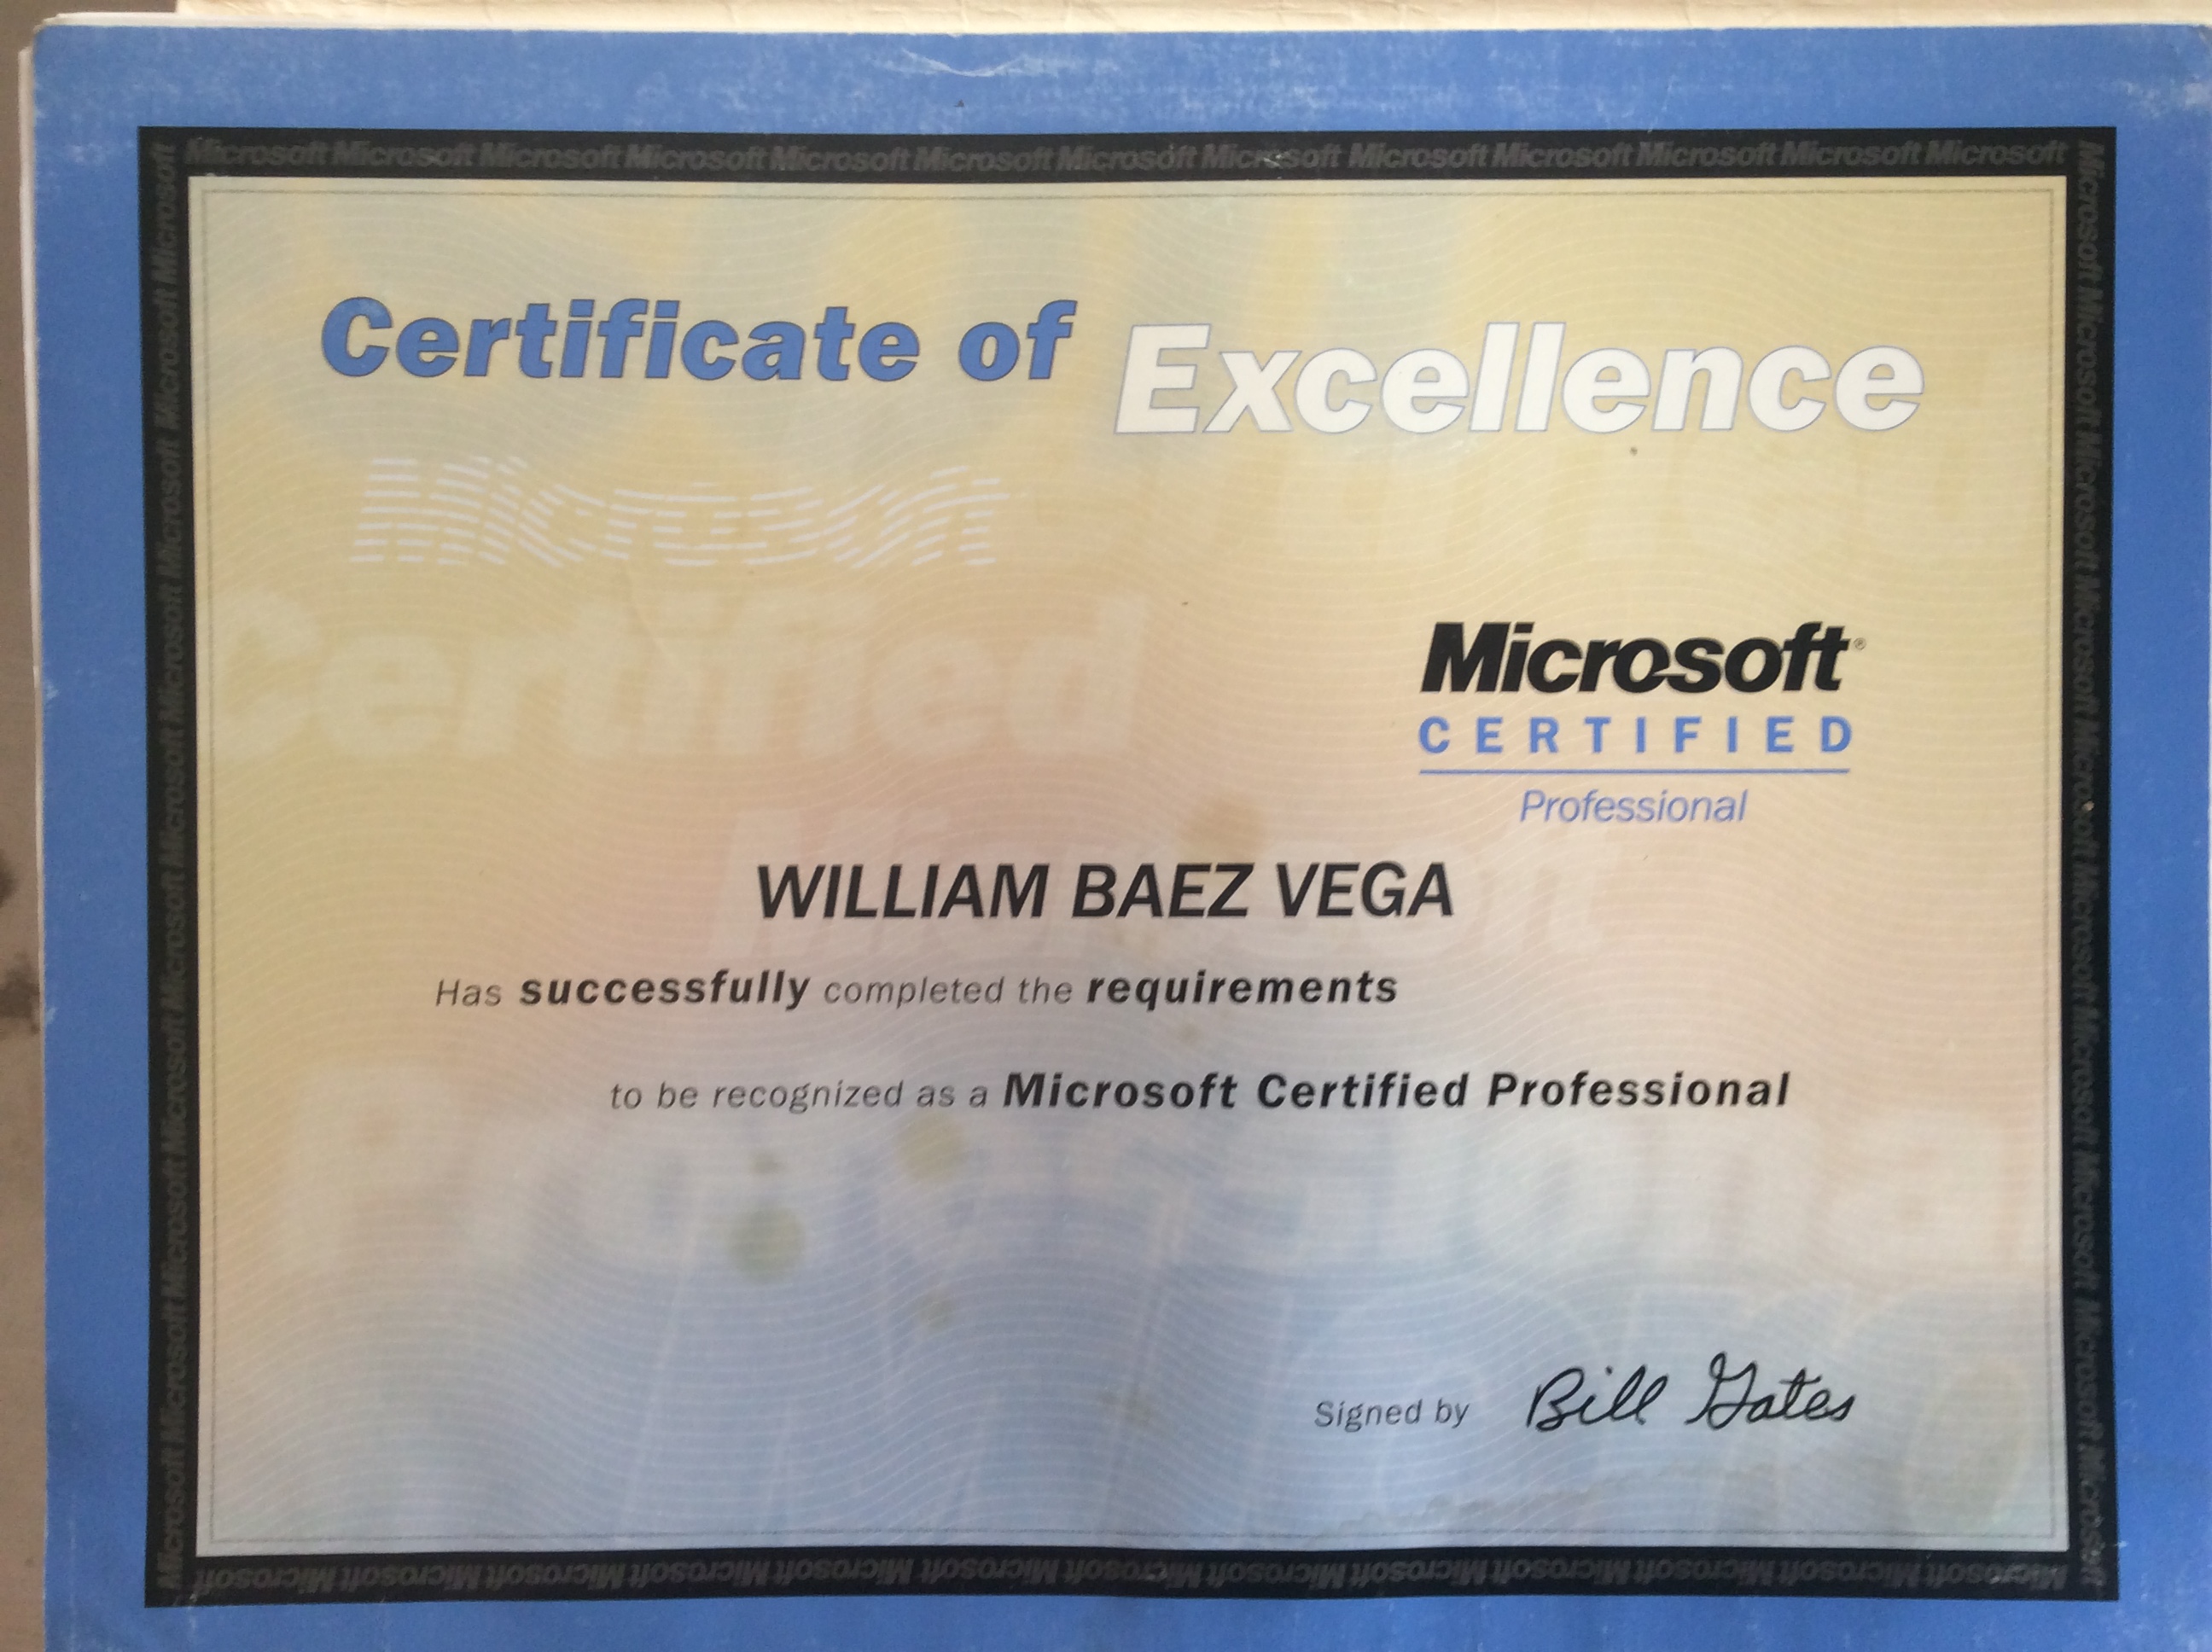 Microsoft Microsoft Microsoft Microsoft Microsoft Microsoft Microsoft Microsoft Microsoft Microsoft Microsoft Microsoft Microsoft
Certificate of Excellence
Microsoft
Certified
Microsoft®
CERTIFIED
Professional
Microsoft
WILLIAM BAEZ VEGA
Has successfully completed the requirements
to be recognized as a Microsoft Certified Professional
Professional
Signed by Bill Gates
Microsoft Microsoft Microsoft Microsoft Microsoft Microsoft Microsoft Microsoft Microsoft Microsoft Microsoft Microsoft Microsoft